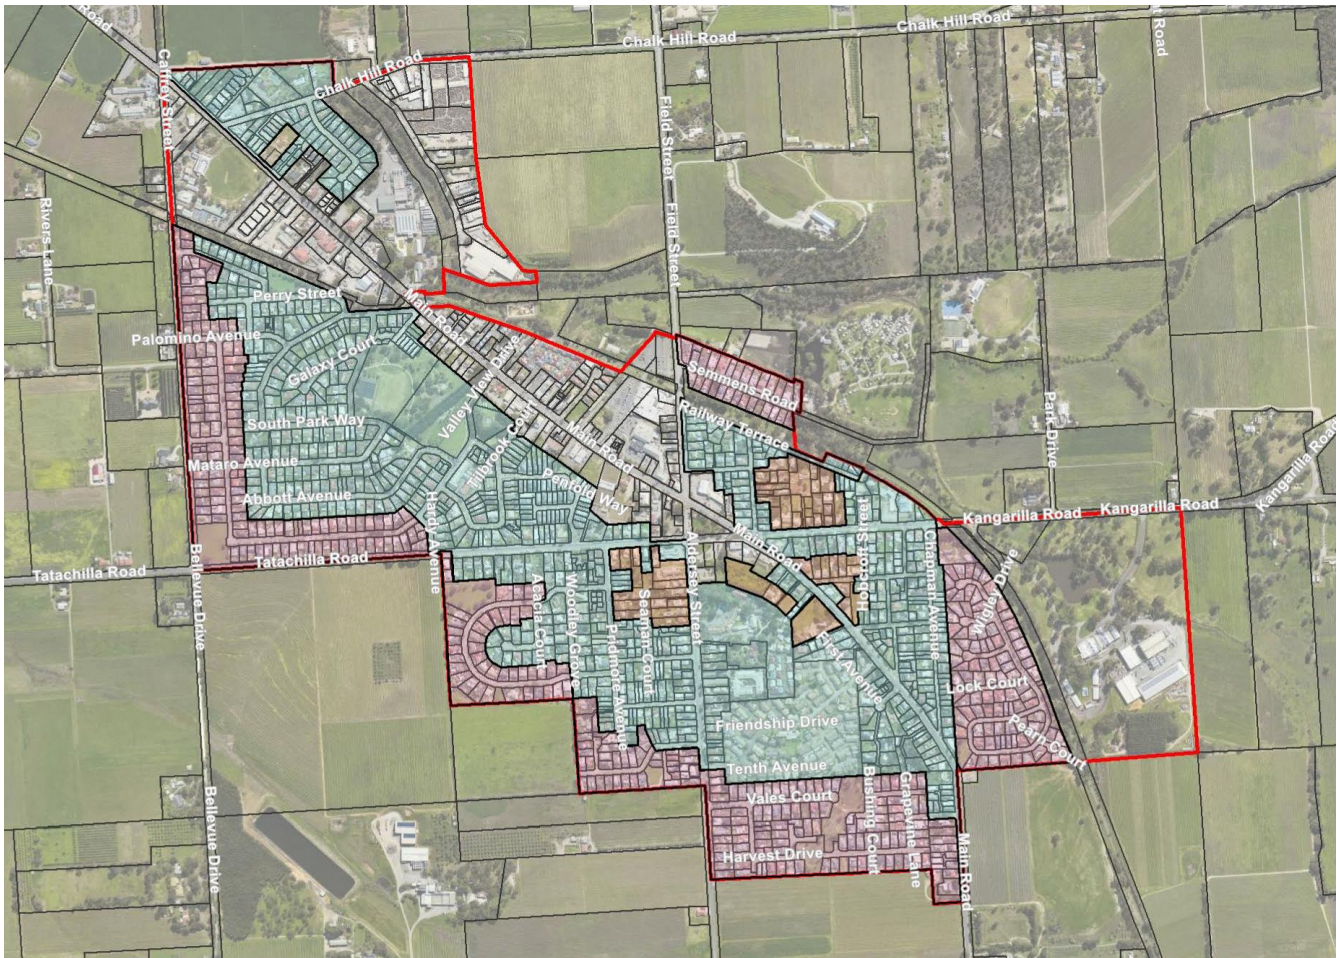 Road
Chalk Hill Road
Chalk Hill Road
Road
Caffrey Street
Chalk Hill Road
Field Street
Rivers Lane
Field Street
Perry Street
Main Road
Palomino Avenue
Galaxy Court
Valley View Drive
Semmens Road
South Park Way
Railway Terrace
Tilbrook Court
Main Road
Park Drive
Mataro Avenue
Kangarilla Road
Abbott Avenue
Penfold Way
Hardy Avenue
Kangarilla Road
Kangarilla Road
Hobcroft Street
Main Road
Chapman Avenue
Aldersey Street
Tatachilla Road
Tatachilla Road
Bellevue Drive
Wigley Drive
Acacia Court
Woodley Grove
Seaman Court
Pridmore Avenue
First Avenue
Lock Court
Friendship Drive
Pearn Court
Tenth Avenue
Vales Court
Bushing Court
Grapevine Lane
Bellevue Drive
Harvest Drive
Main Road